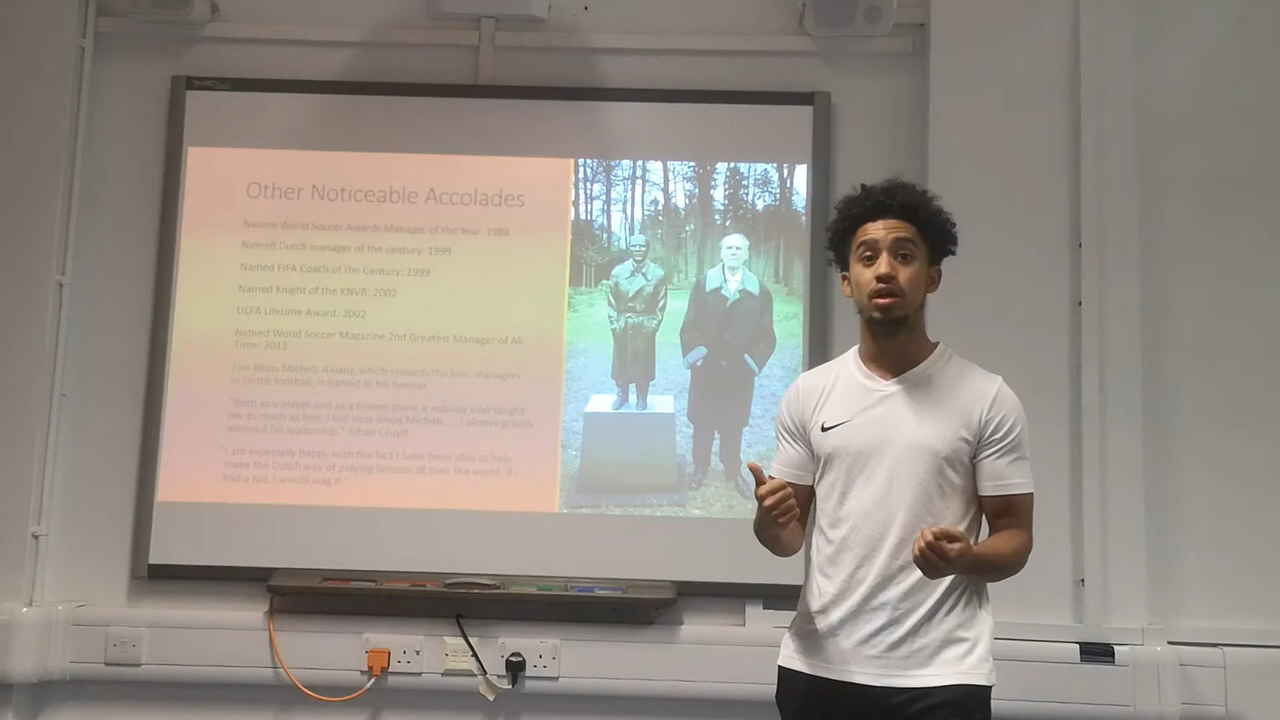 Other Noticeable Accolades
Name World Soccer Awards Manager of the Year: 1988
Named Dutch manager of the century: 1999
Named FIFA Coach of the Century: 1999
Named Knight of the KNVB: 2002
UEFA Lifetime Award: 2002
Named World Soccer Magazine 2nd Greatest Manager of All
Time: 2013
The Rinus Michels Award, which rewards the best managers
in Dutch football, is named in his honour
"Both as a player and as a trainer there is nobody who taught
me as much as him. I will miss Rinus Michels. ... I always greatly
admired his leadership." Johan Cruyff
"I am especially happy with the fact I have been able to help
make the Dutch way of playing famous all over the world. If I
had a tail, I would wag it."